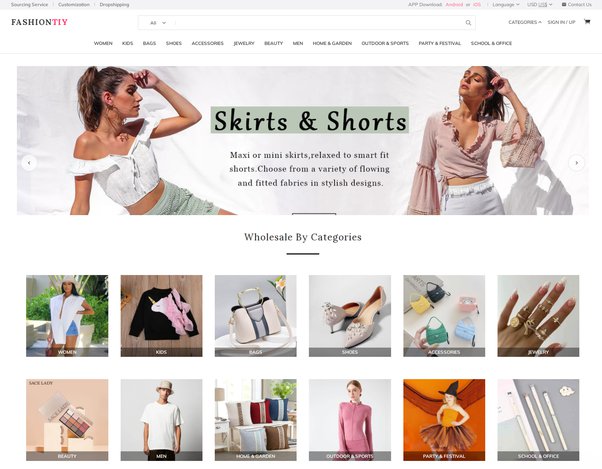 Sourcing Service Customization Dropshipping APP Download: Android or iOS Language USD US$ Contact Us
FASHIONTIY All CATEGORIES SIGN IN / UP
WOMEN KIDS BAGS SHOES ACCESSORIES JEWELRY BEAUTY MEN HOME & GARDEN OUTDOOR & SPORTS PARTY & FESTIVAL SCHOOL & OFFICE
Skirts & Shorts
Maxi or mini skirts,relaxed to smart fit
shorts.Choose from a variety of flowing
and fitted fabrics in stylish designs.
Wholesale By Categories
WOMEN KIDS BAGS SHOES ACCESSORIES JEWELRY
SACE LADY
BEAUTY MEN HOME & GARDEN OUTDOOR & SPORTS PARTY & FESTIVAL SCHOOL & OFFICE